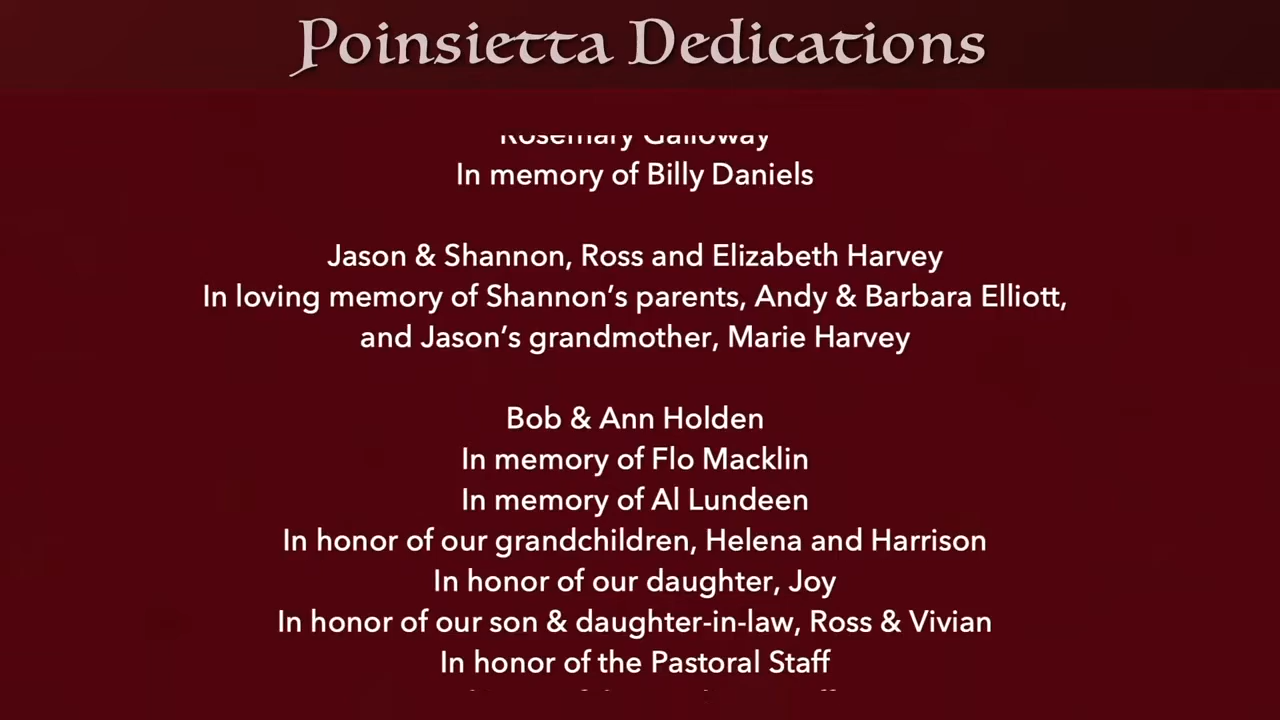 Poinsietta Dedications
Rosemary Galloway
In memory of Billy Daniels
Jason & Shannon, Ross and Elizabeth Harvey
In loving memory of Shannon’s parents, Andy & Barbara Elliott,
and Jason’s grandmother, Marie Harvey
Bob & Ann Holden
In memory of Flo Macklin
In memory of Al Lundeen
In honor of our grandchildren, Helena and Harrison
In honor of our daughter, Joy
In honor of our son & daughter-in-law, Ross & Vivian
In honor of the Pastoral Staff